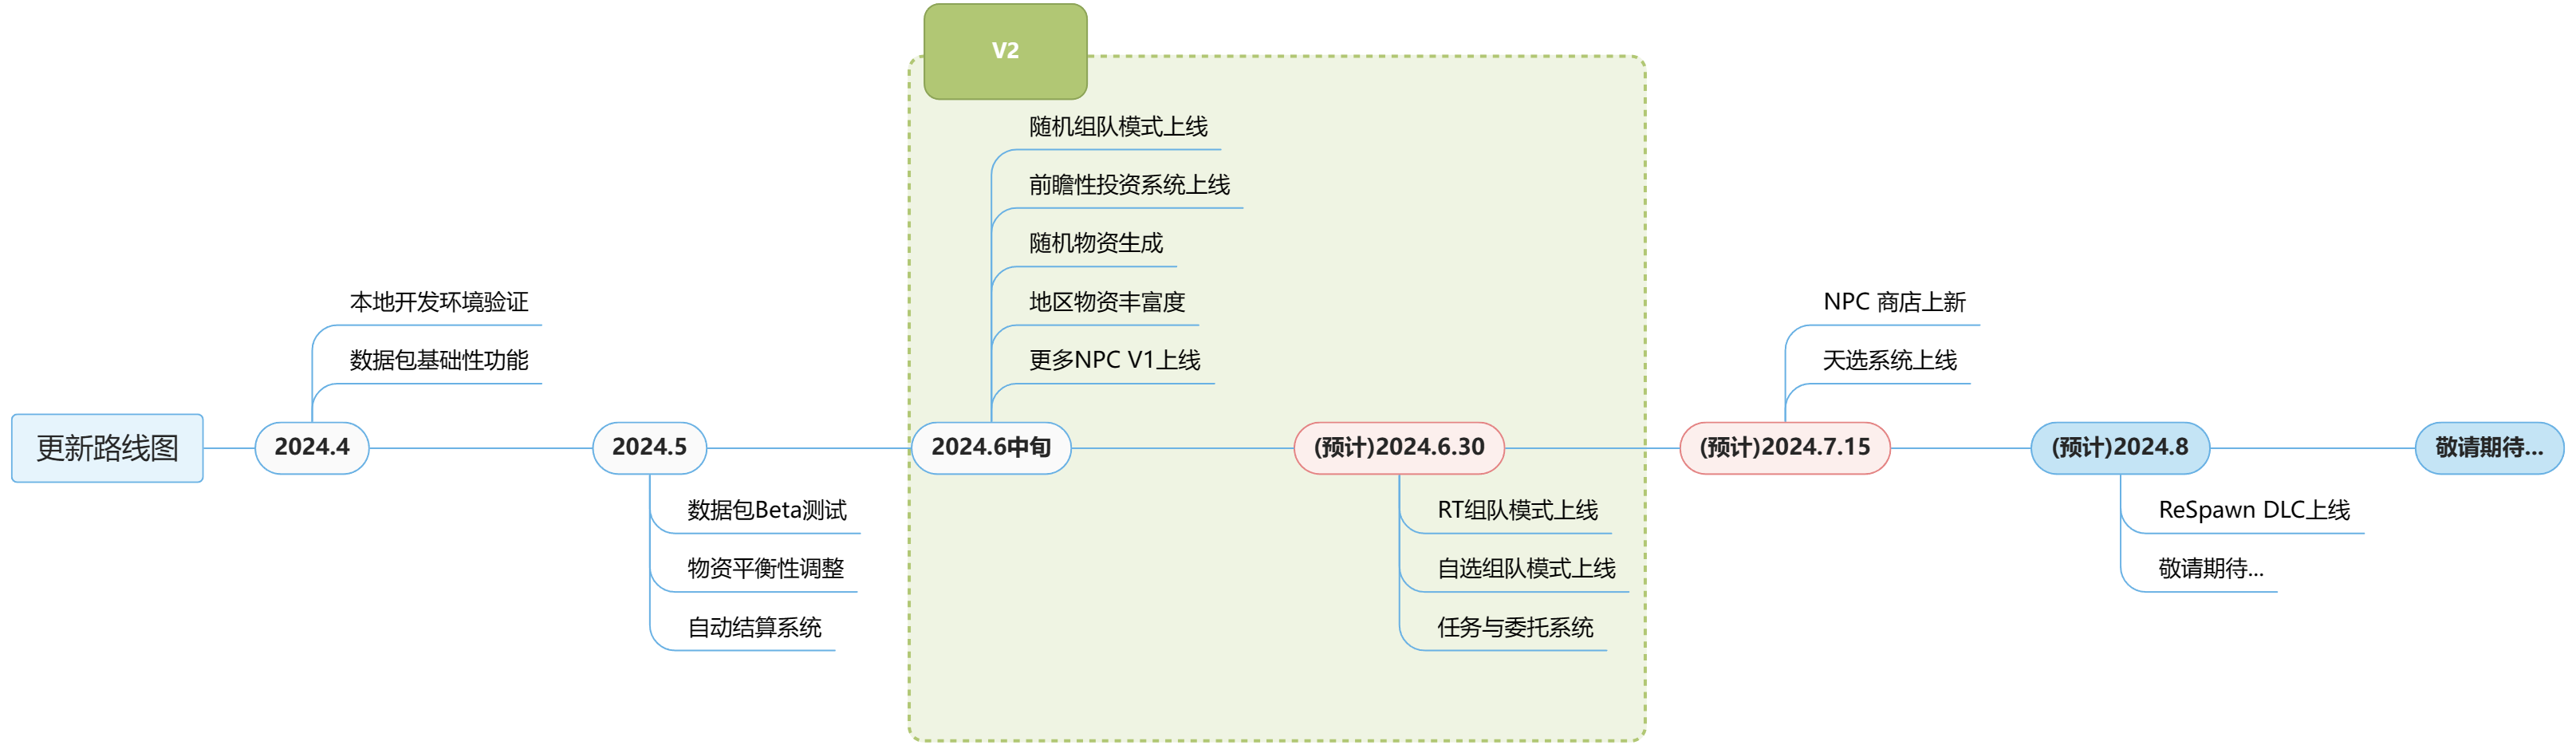 V2
随机组队模式上线
前瞻性投资系统上线
随机物资生成
地区物资丰富度
更多NPC V1上线
本地开发环境验证
数据包基础性功能
NPC 商店上新
天选系统上线
更新路线图
2024.4
2024.5
2024.6中旬
(预计)2024.6.30
(预计)2024.7.15
(预计)2024.8
敬请期待...
数据包Beta测试
物资平衡性调整
自动结算系统
RT组队模式上线
自选组队模式上线
任务与委托系统
ReSpawn DLC上线
敬请期待...